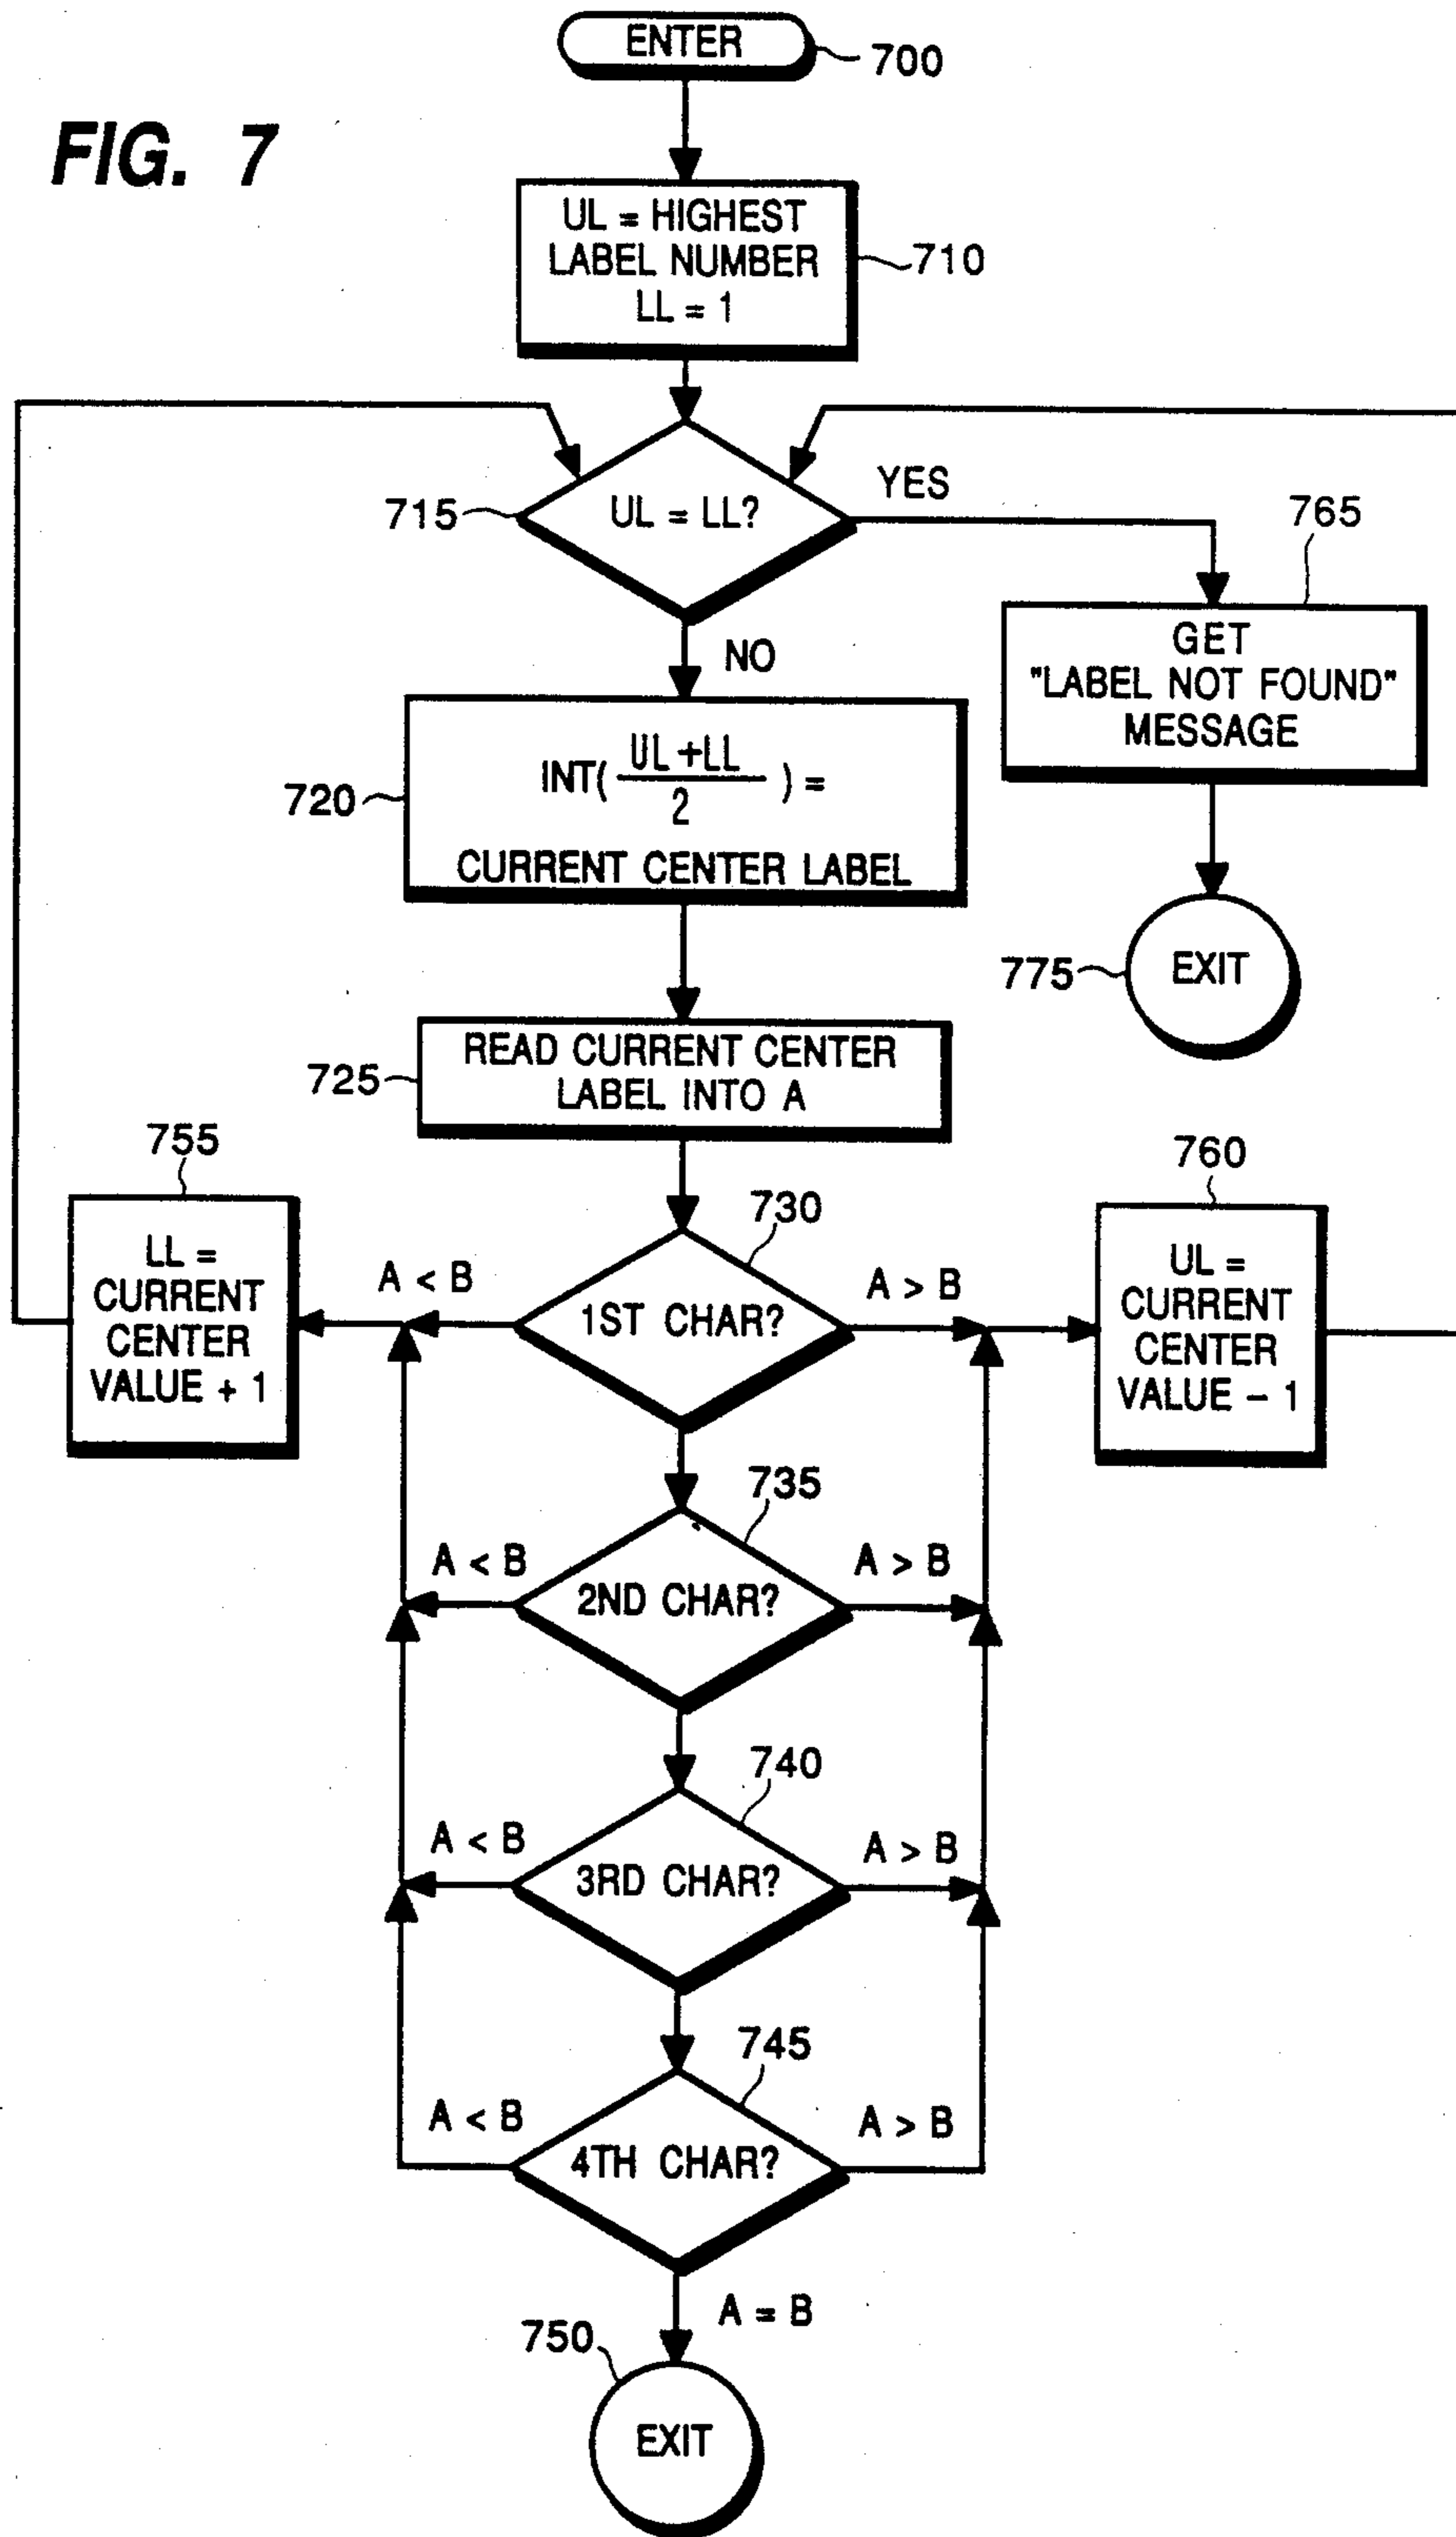 ENTER
700
FIG. 7
UL = HIGHEST
LABEL NUMBER
LL = 1
710
715
UL = LL?
YES
NO
765
GET
"LABEL NOT FOUND"
MESSAGE
720
INT( UL + LL / 2 ) =
CURRENT CENTER LABEL
775
EXIT
725
READ CURRENT CENTER
LABEL INTO A
755
LL =
CURRENT
CENTER
VALUE + 1
730
A < B
1ST CHAR?
A > B
760
UL =
CURRENT
CENTER
VALUE – 1
735
A < B
2ND CHAR?
A > B
740
A < B
3RD CHAR?
A > B
745
A < B
4TH CHAR?
A > B
A = B
750
EXIT